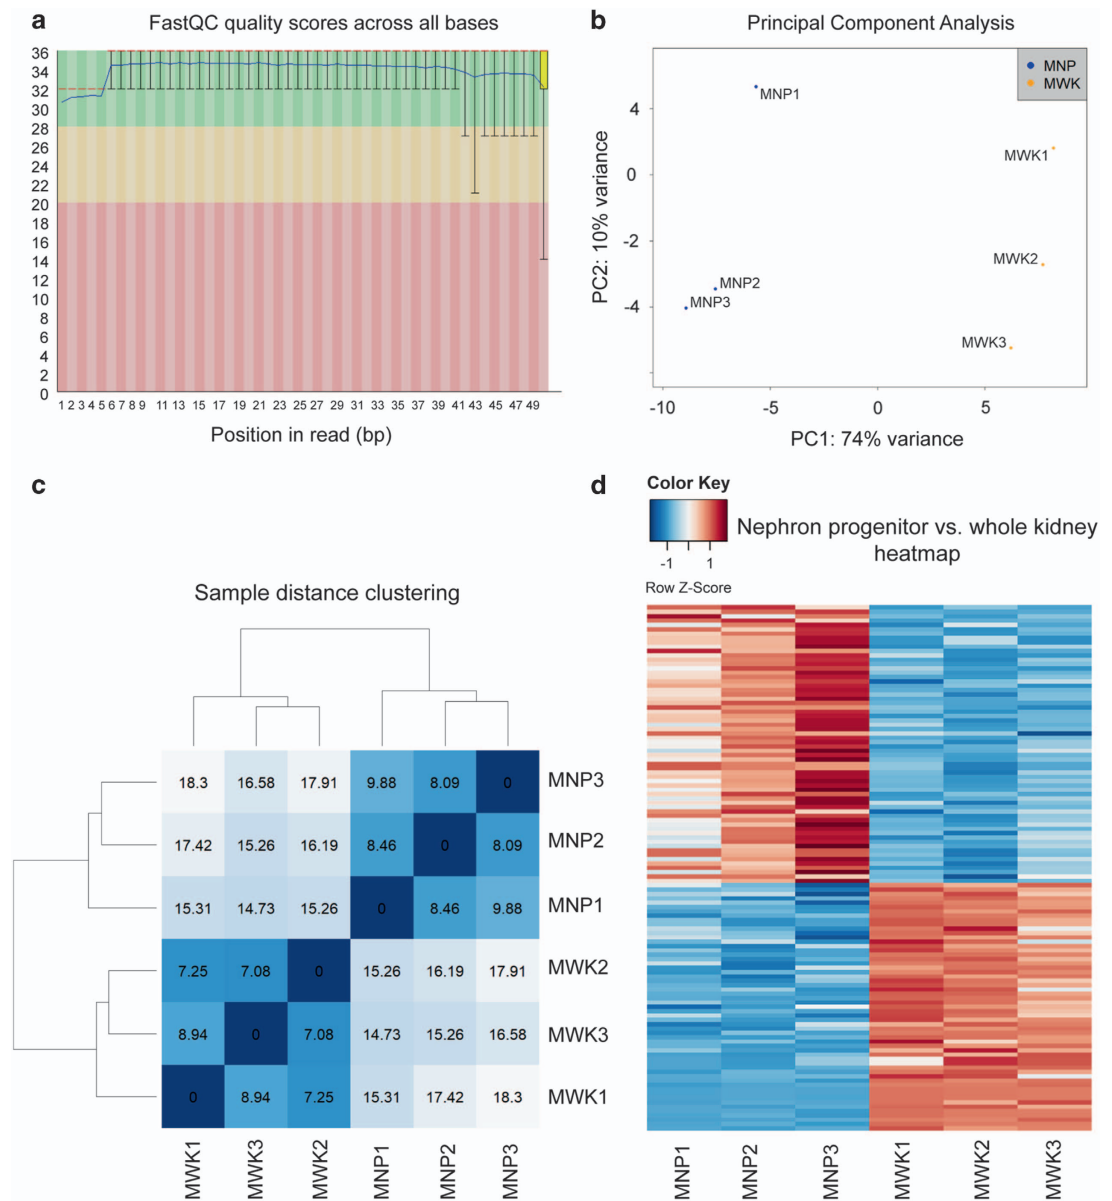 a
FastQC quality scores across all bases
36
34
32
30
28
26
24
22
20
18
16
14
12
10
8
6
4
2
0
1 2 3 4 5 6 7 8 9 11 13 15 17 19 21 23 25 27 29 31 33 35 37 39 41 43 45 47 49
Position in read (bp)
b
Principal Component Analysis
MNP
MWK
4
0
-2
-4
PC2: 10% variance
MNP1
MWK1
MWK2
MNP2
MNP3
MWK3
-10 -5 0 5
PC1: 74% variance
c
Sample distance clustering
18.3 16.58 17.91 9.88 8.09 0 MNP3
17.42 15.26 16.19 8.46 0 8.09 MNP2
15.31 14.73 15.26 0 8.46 9.88 MNP1
7.25 7.08 0 15.26 16.19 17.91 MWK2
8.94 0 7.08 14.73 15.26 16.58 MWK3
0 8.94 7.25 15.31 17.42 18.3 MWK1
MWK1 MWK3 MWK2 MNP1 MNP2 MNP3
d
Color Key
-1 1
Row Z-Score
Nephron progenitor vs. whole kidney
heatmap
MNP1 MNP2 MNP3 MWK1 MWK2 MWK3